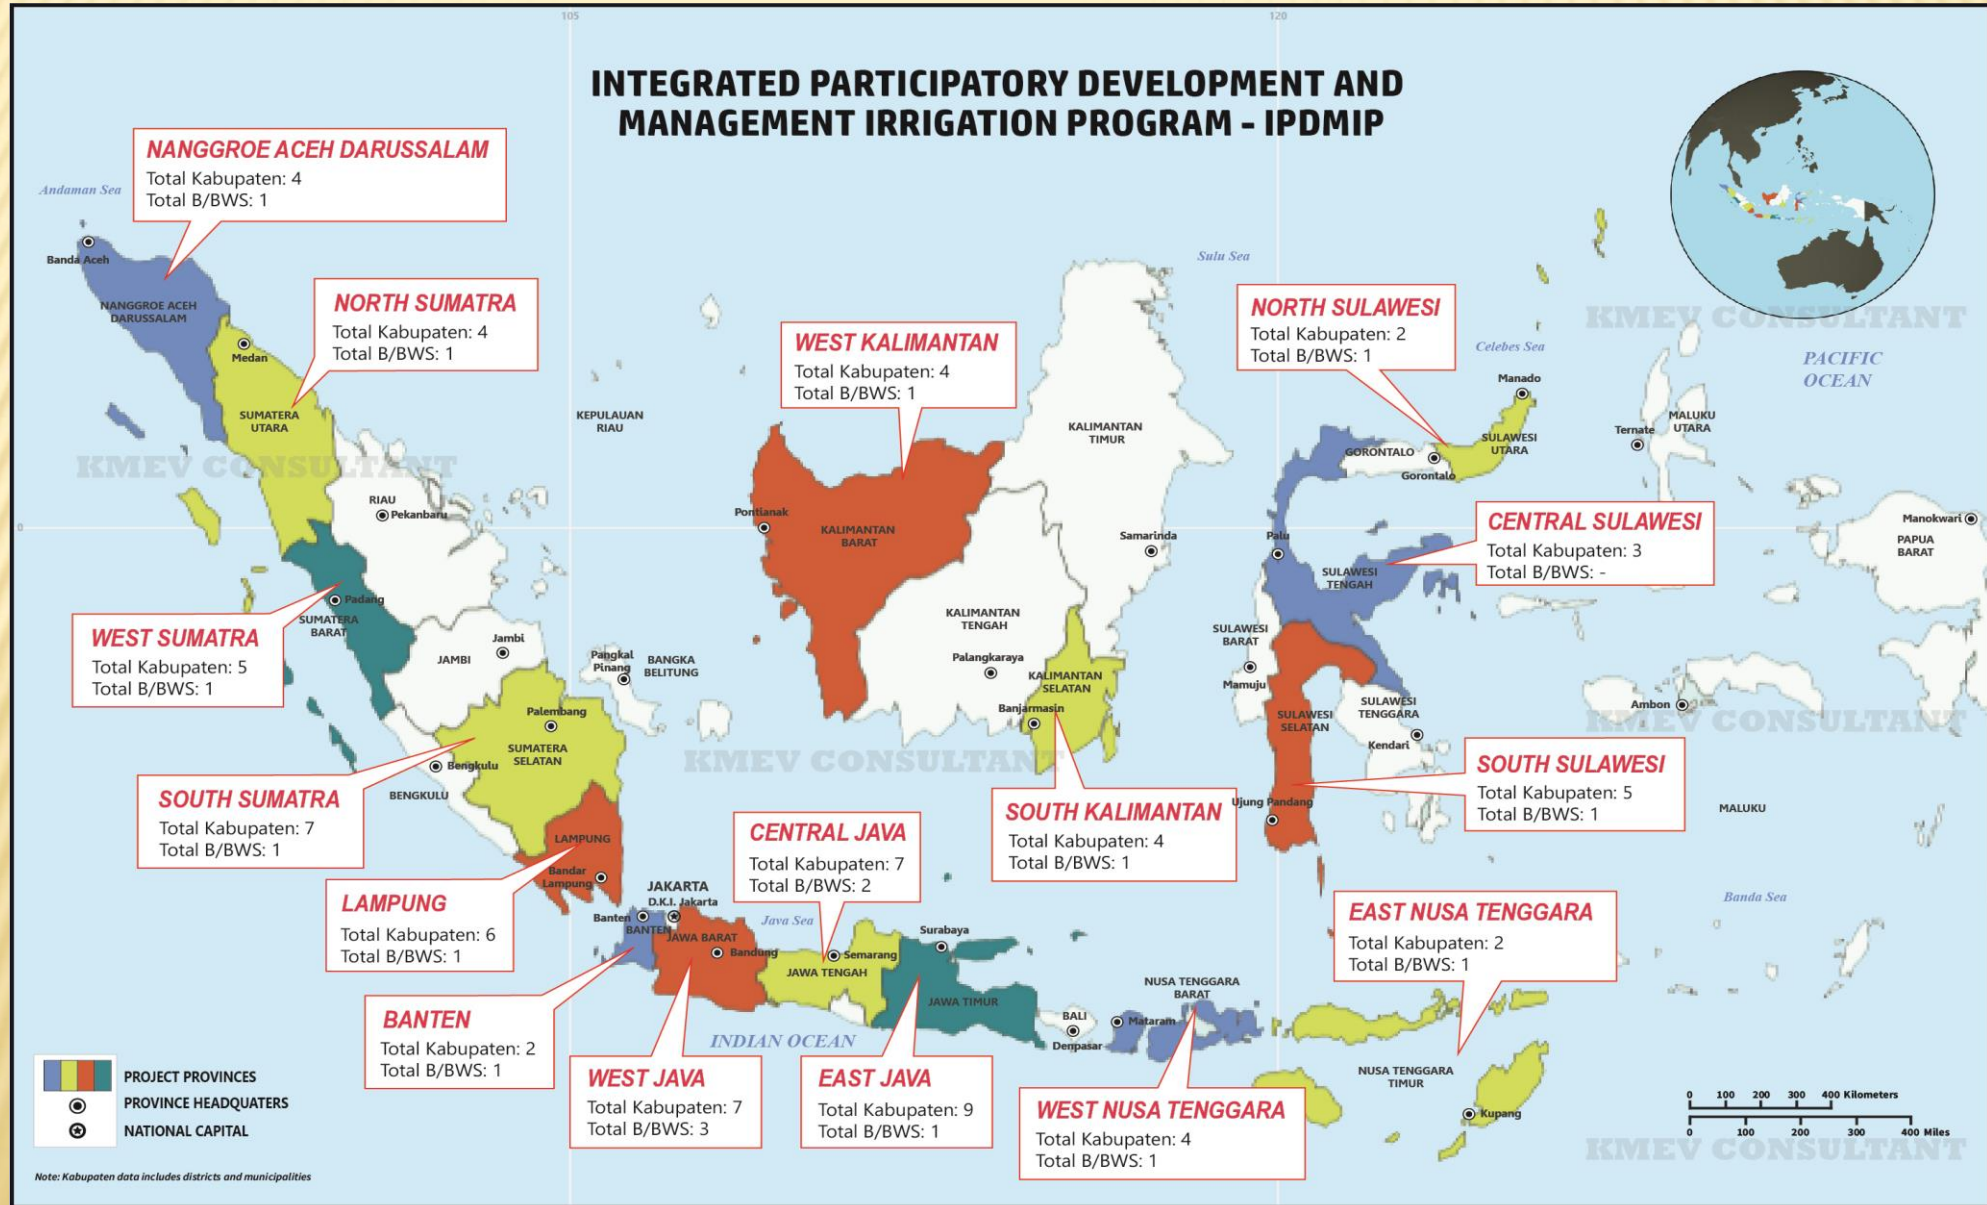 105
120
INTEGRATED PARTICIPATORY DEVELOPMENT AND
MANAGEMENT IRRIGATION PROGRAM - IPDMIP
NANGGROE ACEH DARUSSALAM
Total Kabupaten: 4
Total B/BWS: 1
Andaman Sea
Banda Aceh
NANGGROE ACEH
DARUSSALAM
NORTH SUMATRA
Total Kabupaten: 4
Total B/BWS: 1
Medan
SUMATERA
UTARA
KMEV CONSULTANT
RIAU
Pekanbaru
KEPULAUAN
RIAU
WEST KALIMANTAN
Total Kabupaten: 4
Total B/BWS: 1
Pontianak
KALIMANTAN
BARAT
KALIMANTAN
TIMUR
Samarinda
Sulu Sea
NORTH SULAWESI
Total Kabupaten: 2
Total B/BWS: 1
Celebes Sea
Manado
SULAWESI
UTARA
GORONTALO
Gorontalo
KMEV CONSULTANT
PACIFIC
OCEAN
MALUKU
UTARA
Ternate
0
CENTRAL SULAWESI
Total Kabupaten: 3
Total B/BWS: -
Palu
SULAWESI
TENGAH
Manokwari
PAPUA
BARAT
Padang
SUMATERA
BARAT
WEST SUMATRA
Total Kabupaten: 5
Total B/BWS: 1
JAMBI
Jambi
Pangkal
Pinang
BANGKA
BELITUNG
KALIMANTAN
TENGAH
Palangkaraya
KALIMANTAN
SELATAN
Banjarmasin
SULAWESI
BARAT
Mamuju
SULAWESI
SELATAN
SULAWESI
TENGGARA
Kendari
Ambon
KMEV CONSULTANT
Palembang
SUMATERA
SELATAN
Bengkulu
BENGKULU
KMEV CONSULTANT
SOUTH SUMATRA
Total Kabupaten: 7
Total B/BWS: 1
SOUTH KALIMANTAN
Total Kabupaten: 4
Total B/BWS: 1
Ujung Pandang
SOUTH SULAWESI
Total Kabupaten: 5
Total B/BWS: 1
MALUKU
LAMPUNG
Bandar
Lampung
LAMPUNG
Total Kabupaten: 6
Total B/BWS: 1
CENTRAL JAVA
Total Kabupaten: 7
Total B/BWS: 2
JAKARTA
D.K.I. Jakarta
Banten
BANTEN
JAWA BARAT
Bandung
Java Sea
Semarang
JAWA TENGAH
Surabaya
JAWA TIMUR
EAST NUSA TENGGARA
Total Kabupaten: 2
Total B/BWS: 1
Banda Sea
NUSA TENGGARA
BARAT
Mataram
BALI
Denpasar
INDIAN OCEAN
BANTEN
Total Kabupaten: 2
Total B/BWS: 1
WEST JAVA
Total Kabupaten: 7
Total B/BWS: 3
EAST JAVA
Total Kabupaten: 9
Total B/BWS: 1
WEST NUSA TENGGARA
Total Kabupaten: 4
Total B/BWS: 1
NUSA TENGGARA
TIMUR
Kupang
PROJECT PROVINCES
PROVINCE HEADQUATERS
NATIONAL CAPITAL
Note: Kabupaten data includes districts and municipalities
0 100 200 300 400 Kilometers
0 100 200 300 400 Miles
KMEV CONSULTANT